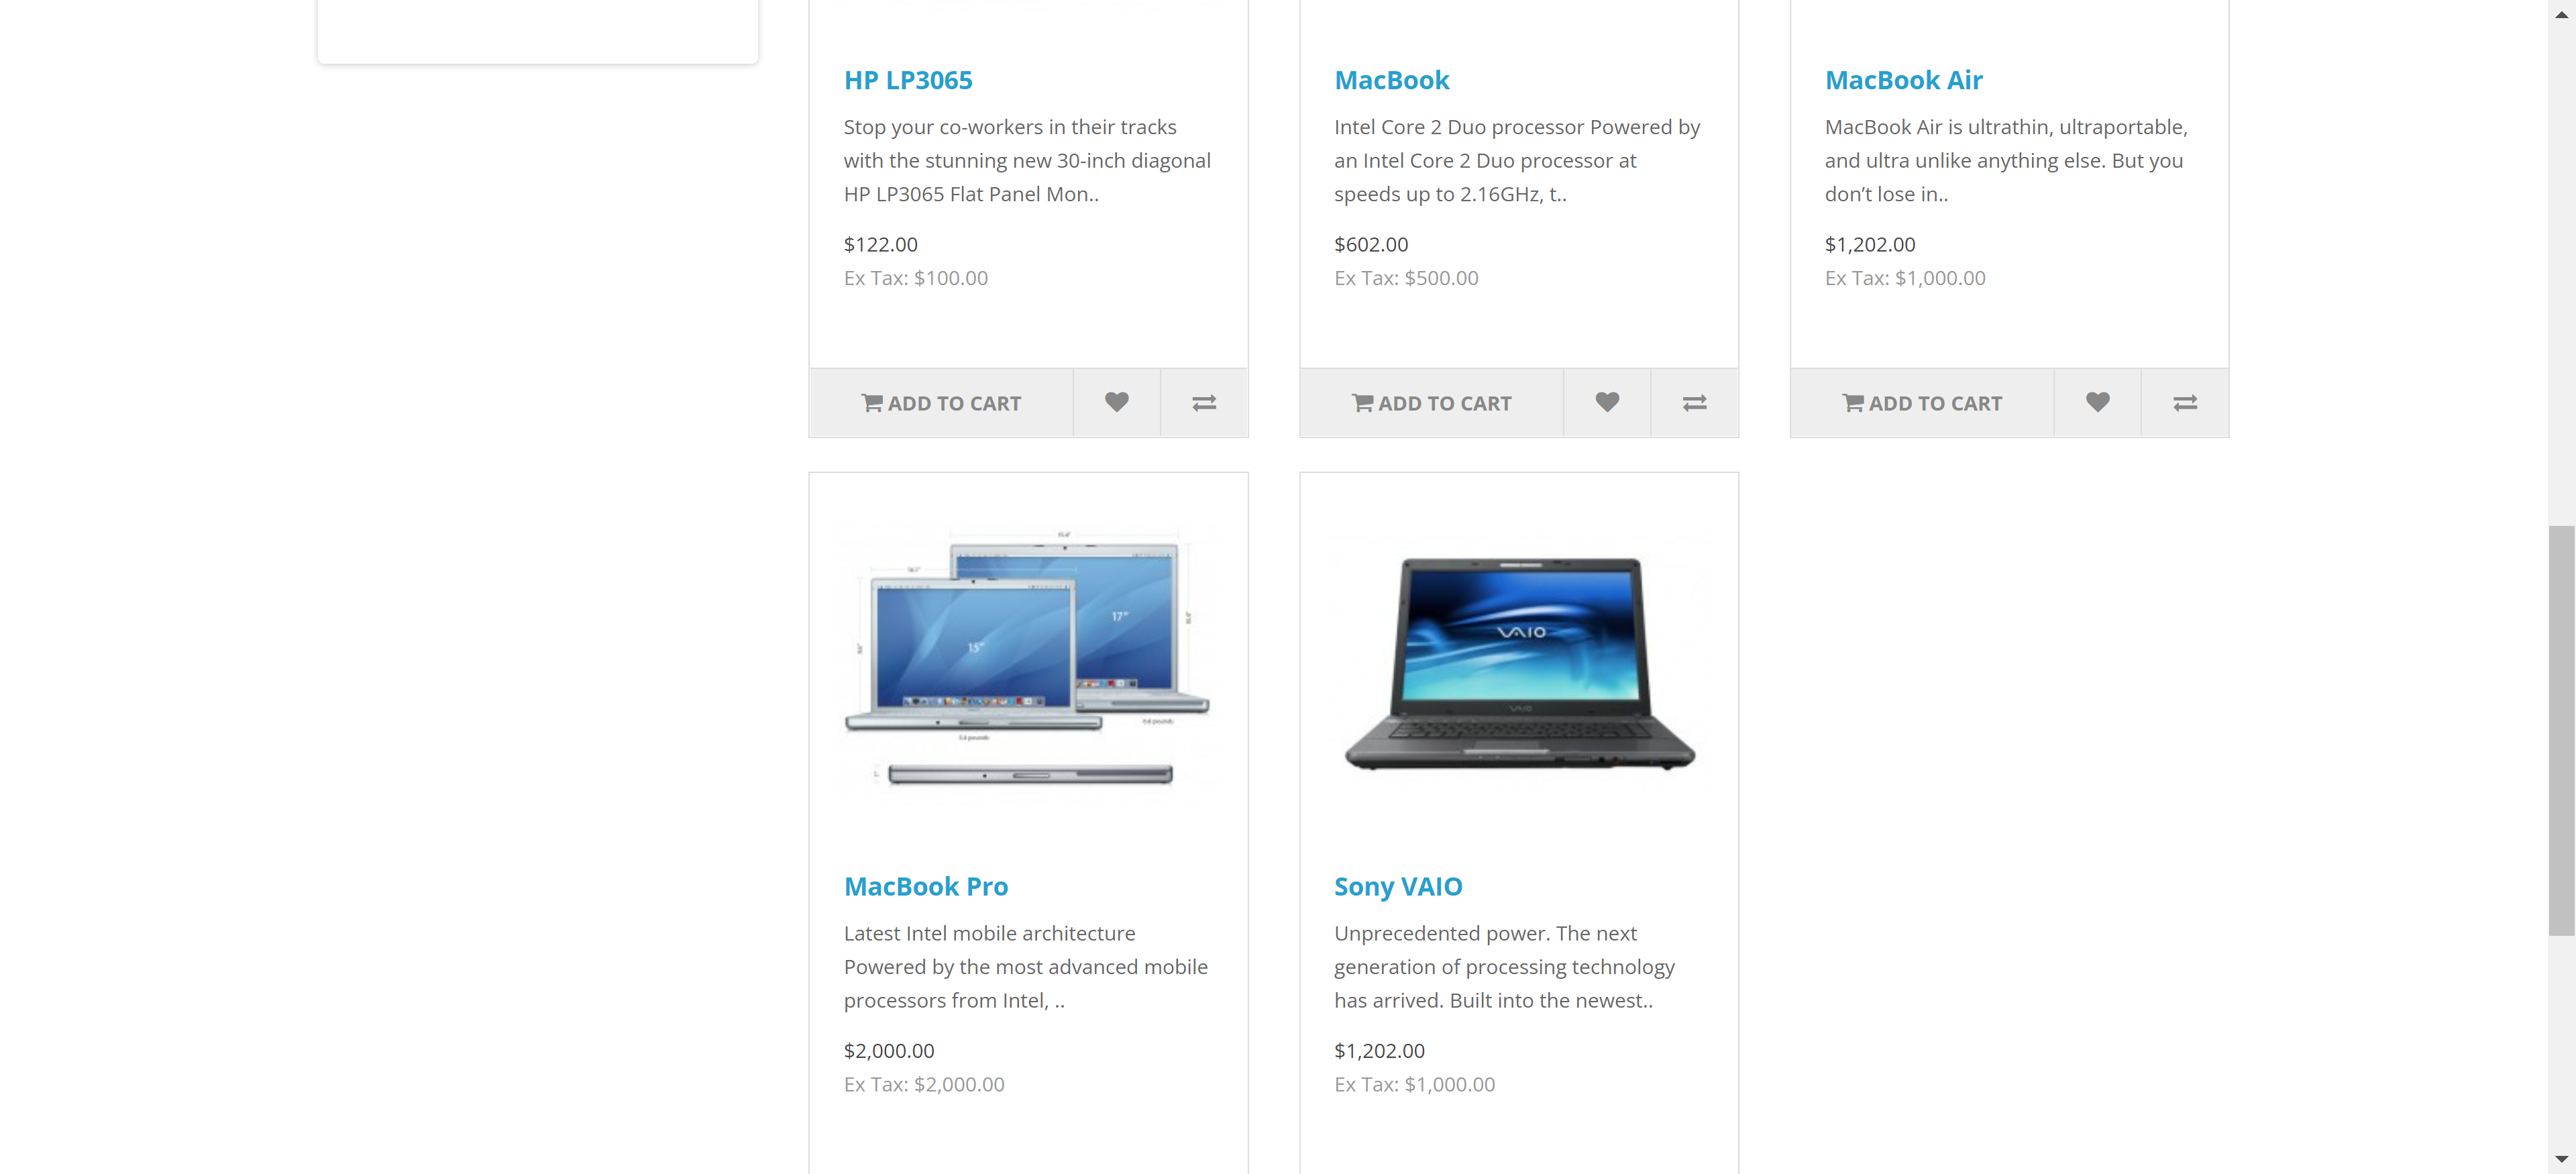 HP LP3065
Stop your co-workers in their tracks
with the stunning new 30-inch diagonal
HP LP3065 Flat Panel Mon..
$122.00
Ex Tax: $100.00
ADD TO CART
MacBook
Intel Core 2 Duo processor Powered by
an Intel Core 2 Duo processor at
speeds up to 2.16GHz, t..
$602.00
Ex Tax: $500.00
ADD TO CART
MacBook Air
MacBook Air is ultrathin, ultraportable,
and ultra unlike anything else. But you
don’t lose in..
$1,202.00
Ex Tax: $1,000.00
ADD TO CART
15"
17"
MacBook Pro
Latest Intel mobile architecture
Powered by the most advanced mobile
processors from Intel, ..
$2,000.00
Ex Tax: $2,000.00
VAIO
VAIO
Sony VAIO
Unprecedented power. The next
generation of processing technology
has arrived. Built into the newest..
$1,202.00
Ex Tax: $1,000.00